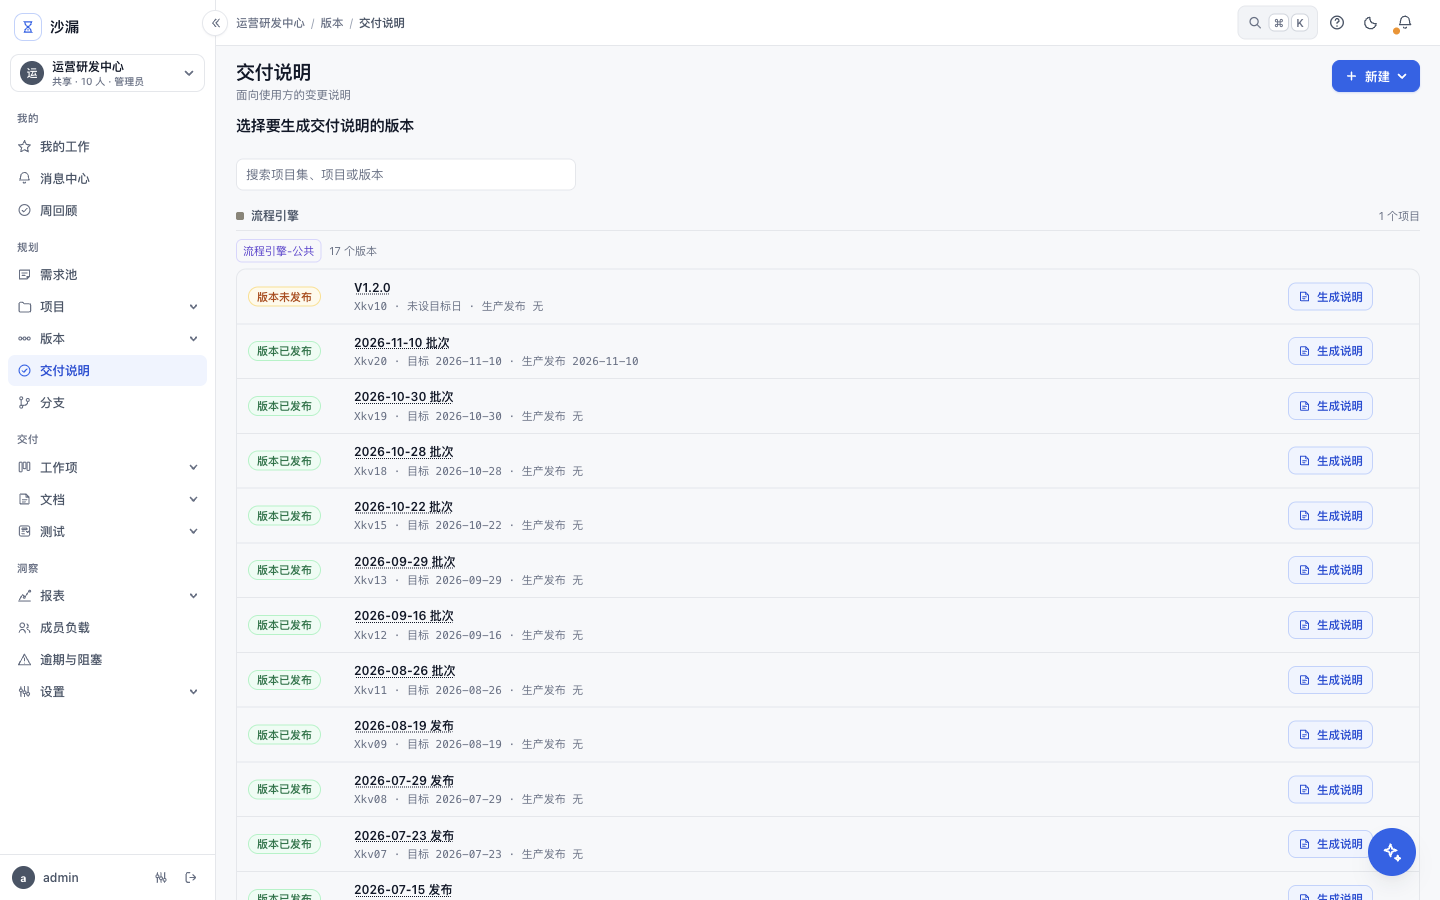 沙漏
运
运营研发中心
共享 · 10 人 · 管理员
我的
我的工作
消息中心
周回顾
规划
需求池
项目
版本
交付说明
分支
交付
工作项
文档
测试
洞察
报表
成员负载
逾期与阻塞
设置
a admin
运营研发中心 / 版本 / 交付说明
⌘ K
交付说明
面向使用方的变更说明
新建
选择要生成交付说明的版本
搜索项目集、项目或版本
流程引擎 1 个项目
流程引擎-公共 17 个版本
版本未发布 V1.2.0 生成说明
Xkv10 · 未设目标日 · 生产发布 无
版本已发布 2026-11-10 批次 生成说明
Xkv20 · 目标 2026-11-10 · 生产发布 2026-11-10
版本已发布 2026-10-30 批次 生成说明
Xkv19 · 目标 2026-10-30 · 生产发布 无
版本已发布 2026-10-28 批次 生成说明
Xkv18 · 目标 2026-10-28 · 生产发布 无
版本已发布 2026-10-22 批次 生成说明
Xkv15 · 目标 2026-10-22 · 生产发布 无
版本已发布 2026-09-29 批次 生成说明
Xkv13 · 目标 2026-09-29 · 生产发布 无
版本已发布 2026-09-16 批次 生成说明
Xkv12 · 目标 2026-09-16 · 生产发布 无
版本已发布 2026-08-26 批次 生成说明
Xkv11 · 目标 2026-08-26 · 生产发布 无
版本已发布 2026-08-19 发布 生成说明
Xkv09 · 目标 2026-08-19 · 生产发布 无
版本已发布 2026-07-29 发布 生成说明
Xkv08 · 目标 2026-07-29 · 生产发布 无
版本已发布 2026-07-23 发布 生成说明
Xkv07 · 目标 2026-07-23 · 生产发布 无
版本已发布 2026-07-15 发布 生成说明